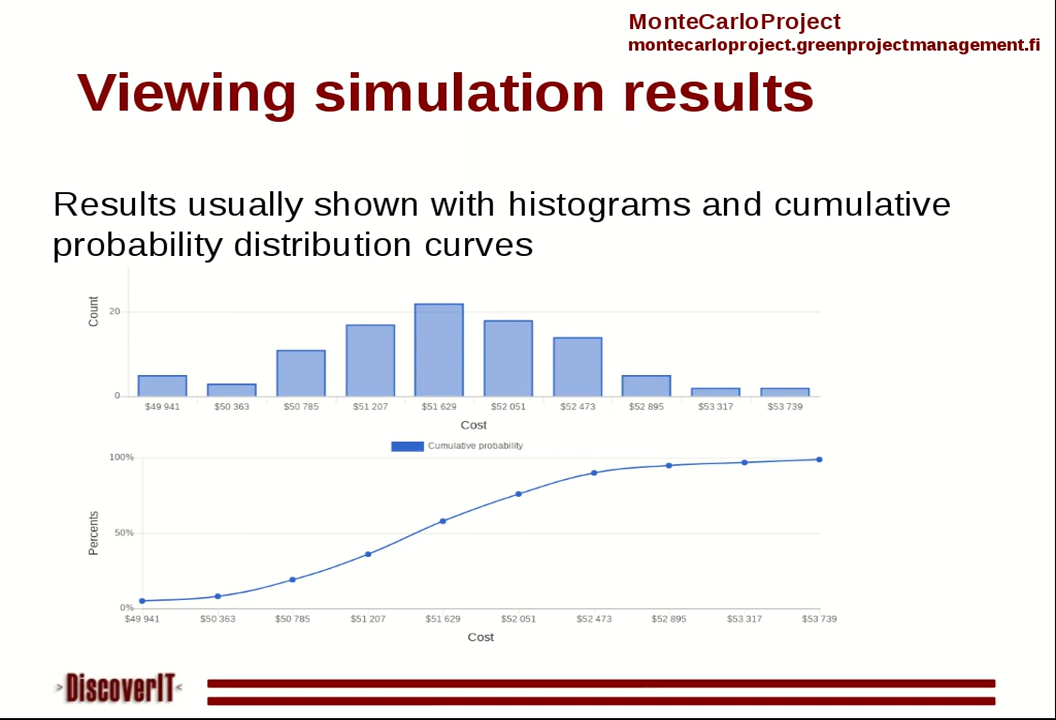 MonteCarloProject
montecarloproject.greenprojectmanagement.fi
Viewing simulation results
Results usually shown with histograms and cumulative
probability distribution curves
Count
20
0
$49 941 $50 363 $50 785 $51 207 $51 629 $52 051 $52 473 $52 895 $53 317 $53 739
Cost
Cumulative probability
Percents
100%
50%
0%
$49 941 $50 363 $50 785 $51 207 $51 629 $52 051 $52 473 $52 895 $53 317 $53 739
Cost
>DiscoverIT<